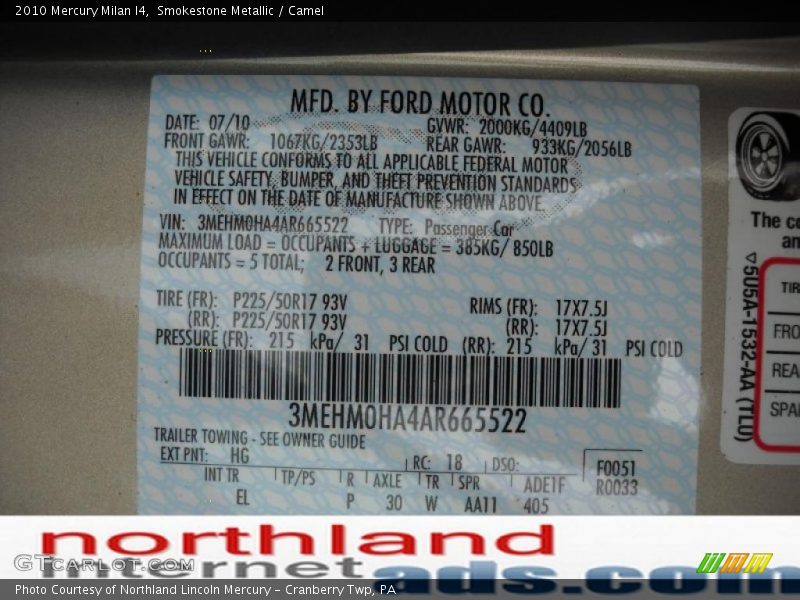 2010 Mercury Milan I4,  Smokestone Metallic / Camel
MFD. BY FORD MOTOR CO.
DATE: 07/10 GVWR: 2000KG/4409LB
FRONT GAWR: 1067KG/2353LB REAR GAWR: 933KG/2056LB
THIS VEHICLE CONFORMS TO ALL APPLICABLE FEDERAL MOTOR
VEHICLE SAFETY, BUMPER, AND THEFT PREVENTION STANDARDS
IN EFFECT ON THE DATE OF MANUFACTURE SHOWN ABOVE.
VIN: 3MEHM0HA4AR665522 TYPE: Passenger Car
MAXIMUM LOAD = OCCUPANTS + LUGGAGE = 385KG/ 850LB
OCCUPANTS = 5 TOTAL; 2 FRONT, 3 REAR
TIRE (FR): P225/50R17 93V RIMS (FR): 17X7.5J
(RR): P225/50R17 93V (RR): 17X7.5J
PRESSURE (FR): 215 kPa/ 31 PSI COLD (RR): 215 kPa/ 31 PSI COLD
3MEHM0HA4AR665522
TRAILER TOWING - SEE OWNER GUIDE
EXT PNT: HG RC: 18 DSO: F0051
INT TR TP/PS R AXLE TR SPR ADE1F R0033
EL P 30 W AA11 405
The co
an
▽5U5A-1532-AA (TLU)
TIR
FRO
REA
SPA
northland
internet ads.com
GTCARLOT.COM
Photo Courtesy of Northland Lincoln Mercury - Cranberry Twp, PA